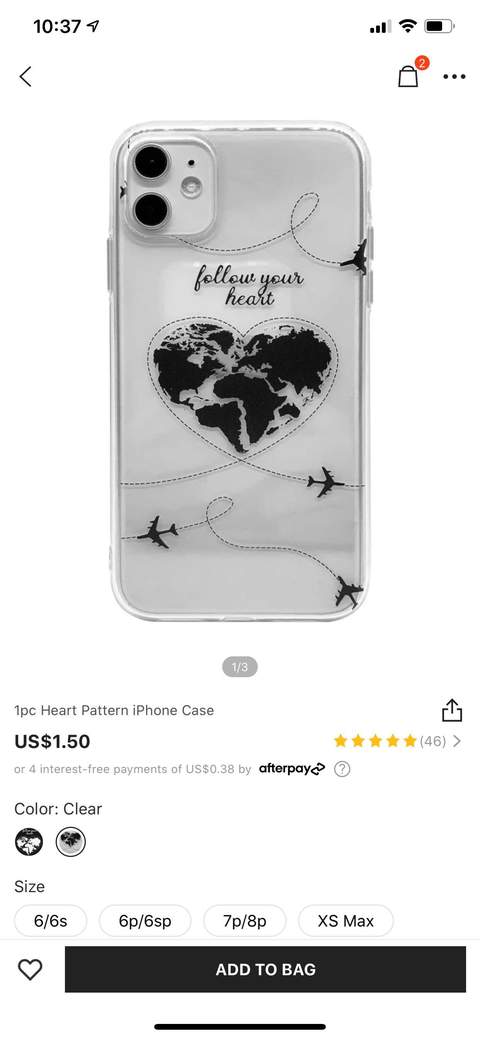 10:37
2
follow your
heart
1/3
1pc Heart Pattern iPhone Case
US$1.50
(46)
or 4 interest-free payments of US$0.38 by afterpay
?
Color: Clear
Size
6/6s 6p/6sp 7p/8p XS Max
ADD TO BAG